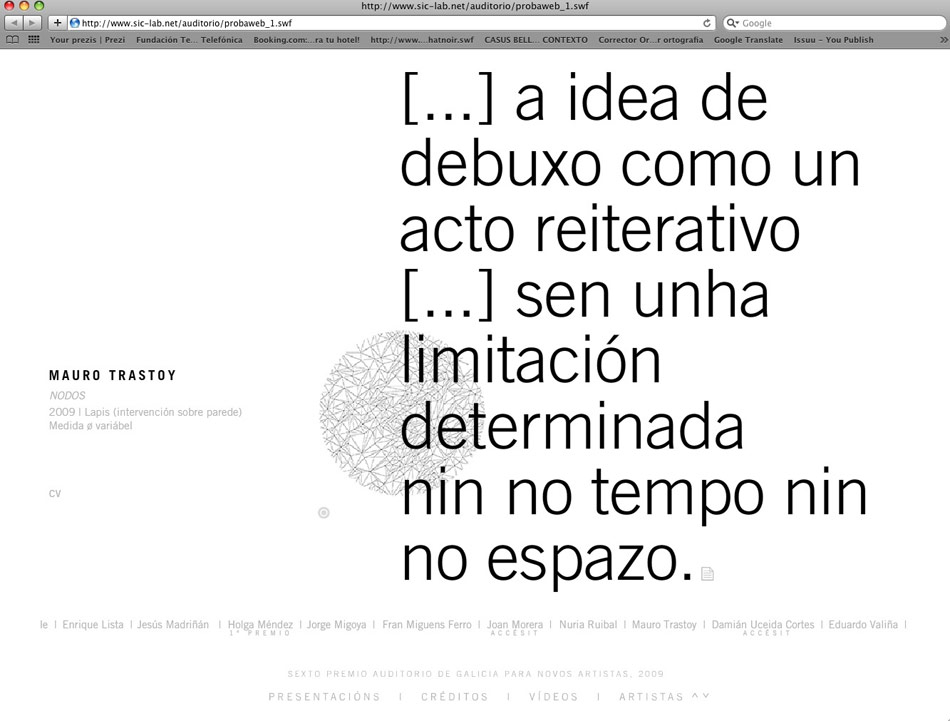 http://www.sic-lab.net/auditorio/probaweb_1.swf
http://www.sic-lab.net/auditorio/probaweb_1.swf
Google
Your prezis | Prezi Fundación Te... Telefónica Booking.com:...ra tu hotel! http://www....hatnoir.swf CASUS BELL... CONTEXTO Corrector Or...r ortografia Google Translate Issuu - You Publish
[...] a idea de
debuxo como un
acto reiterativo
[...] sen unha
limitación
determinada
nin no tempo nin
no espazo.
MAURO TRASTOY
NODOS
2009 | Lapis (intervención sobre parede)
Medida ø variábel
CV
le | Enrique Lista | Jesús Madriñán | Holga Méndez | Jorge Migoya | Fran Miguens Ferro | Joan Morera | Nuria Ruibal | Mauro Trastoy | Damián Uceida Cortes | Eduardo Valiña |
1º PREMIO ACCÉSIT ACCÉSIT
SEXTO PREMIO AUDITORIO DE GALICIA PARA NOVOS ARTISTAS, 2009
PRESENTACIÓNS | CRÉDITOS | VÍDEOS | ARTISTAS